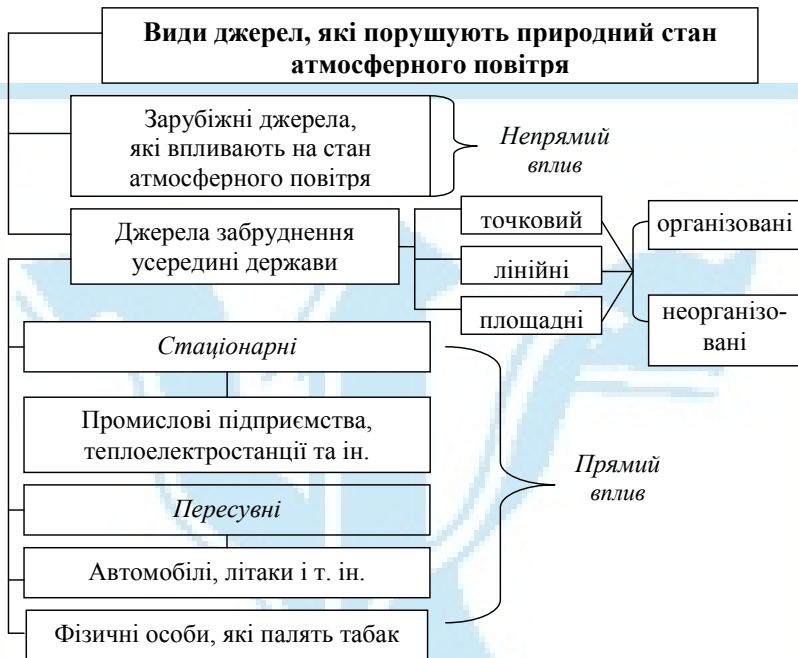 Види джерел, які порушують природний стан
атмосферного повітря
Зарубіжні джерела,
які впливають на стан
атмосферного повітря
Непрямий
вплив
Джерела забруднення
усередині держави
точковий
лінійні
площадні
організовані
неорганізо-
вані
Стаціонарні
Промислові підприємства,
теплоелектростанції та ін.
Прямий
вплив
Пересувні
Автомобілі, літаки і т. ін.
Фізичні особи, які палять табак